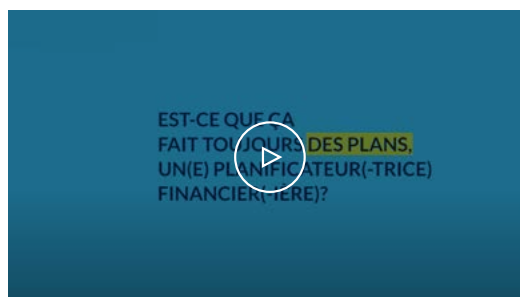 EST-CE QUE ÇA
FAIT TOUJOURS DES PLANS,
UN(E) PLANIFICATEUR(-TRICE)
FINANCIER(-IÈRE)?